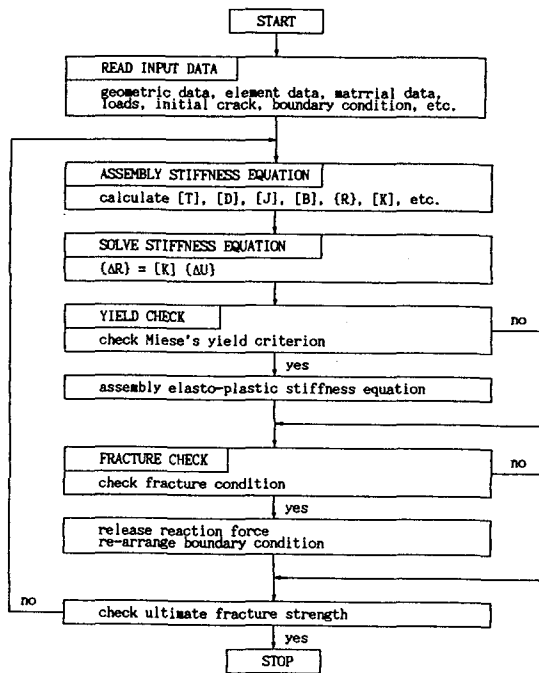 START
READ INPUT DATA
geometric data, element data, matrrial data,
loads, initial crack, boundary condition, etc.
ASSEMBLY STIFFNESS EQUATION
calculate [T], [D], [J], [B], {R}, [K], etc.
SOLVE STIFFNESS EQUATION
{ΔR} = [K] {ΔU}
YIELD CHECK
no
check Miese's yield criterion
yes
assembly elasto-plastic stiffness equation
FRACTURE CHECK
no
check fracture condition
yes
release reaction force
re-arrange boundary condition
no
check ultimate fracture strength
yes
STOP